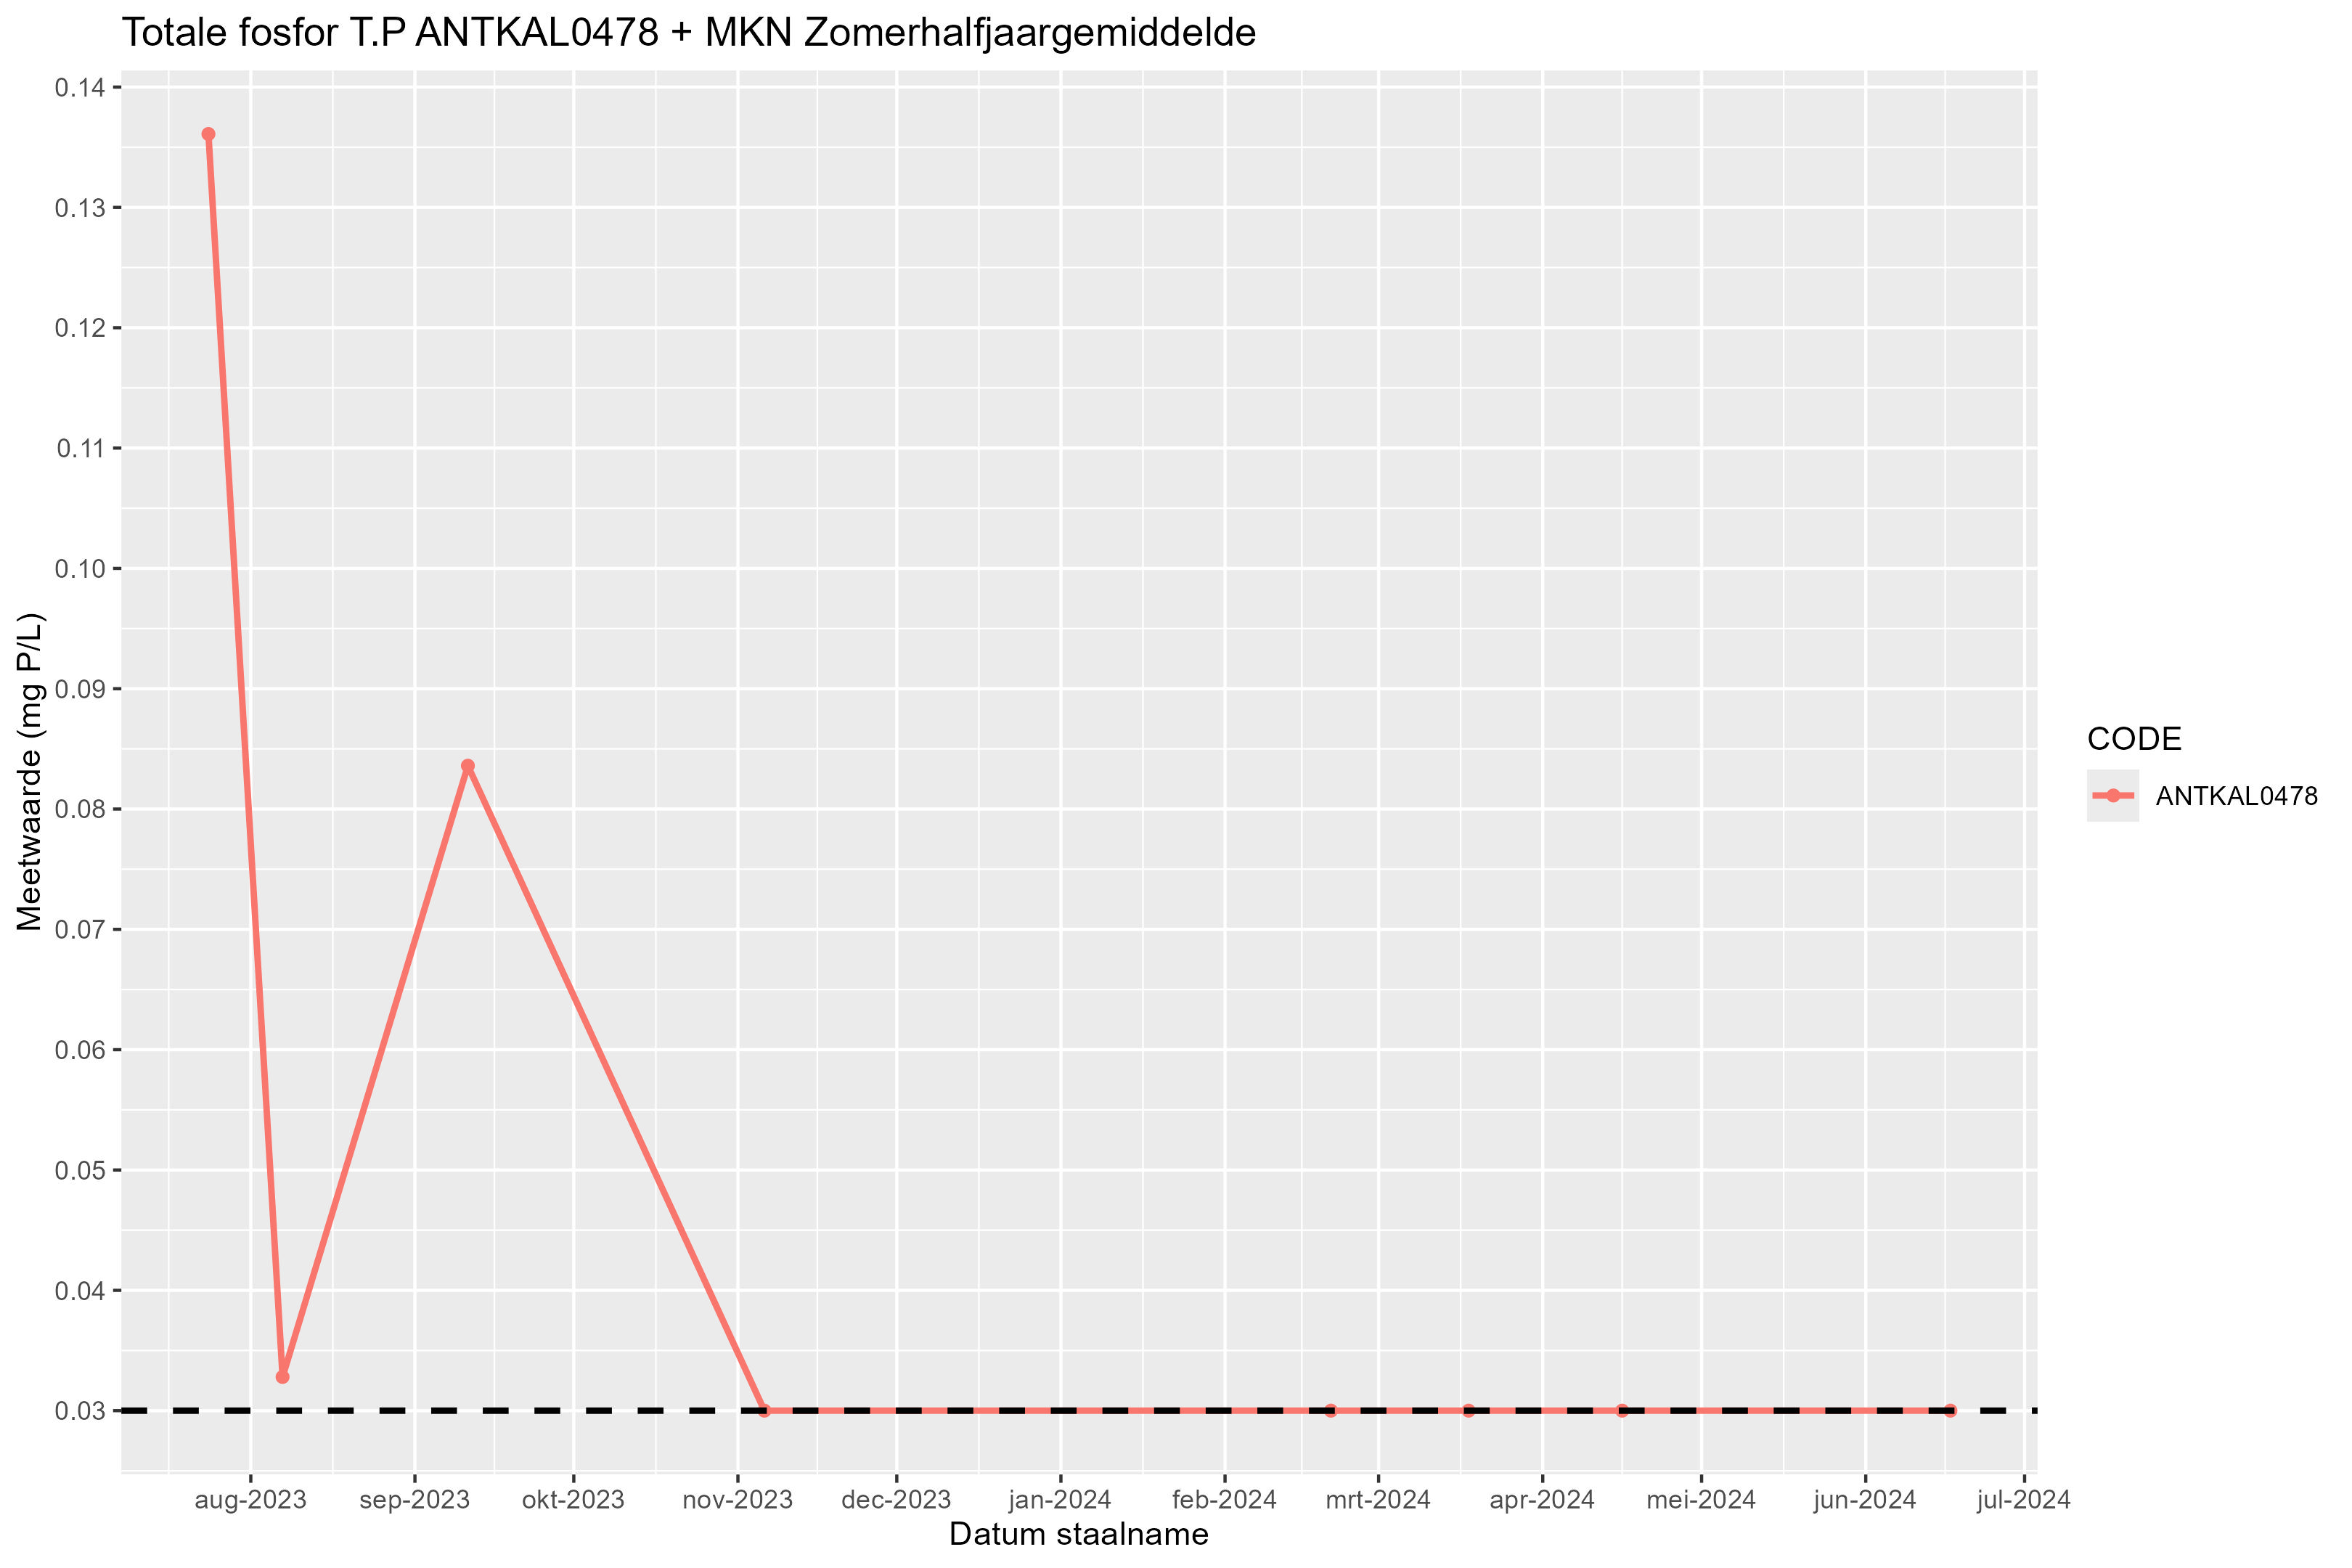 Totale fosfor T.P ANTKAL0478 + MKN Zomerhalfjaargemiddelde
Meetwaarde (mg P/L)
0.14
0.13
0.12
0.11
0.10
0.09
0.08
0.07
0.06
0.05
0.04
0.03
aug-2023 sep-2023 okt-2023 nov-2023 dec-2023 jan-2024 feb-2024 mrt-2024 apr-2024 mei-2024 jun-2024 jul-2024
Datum staalname
CODE
ANTKAL0478